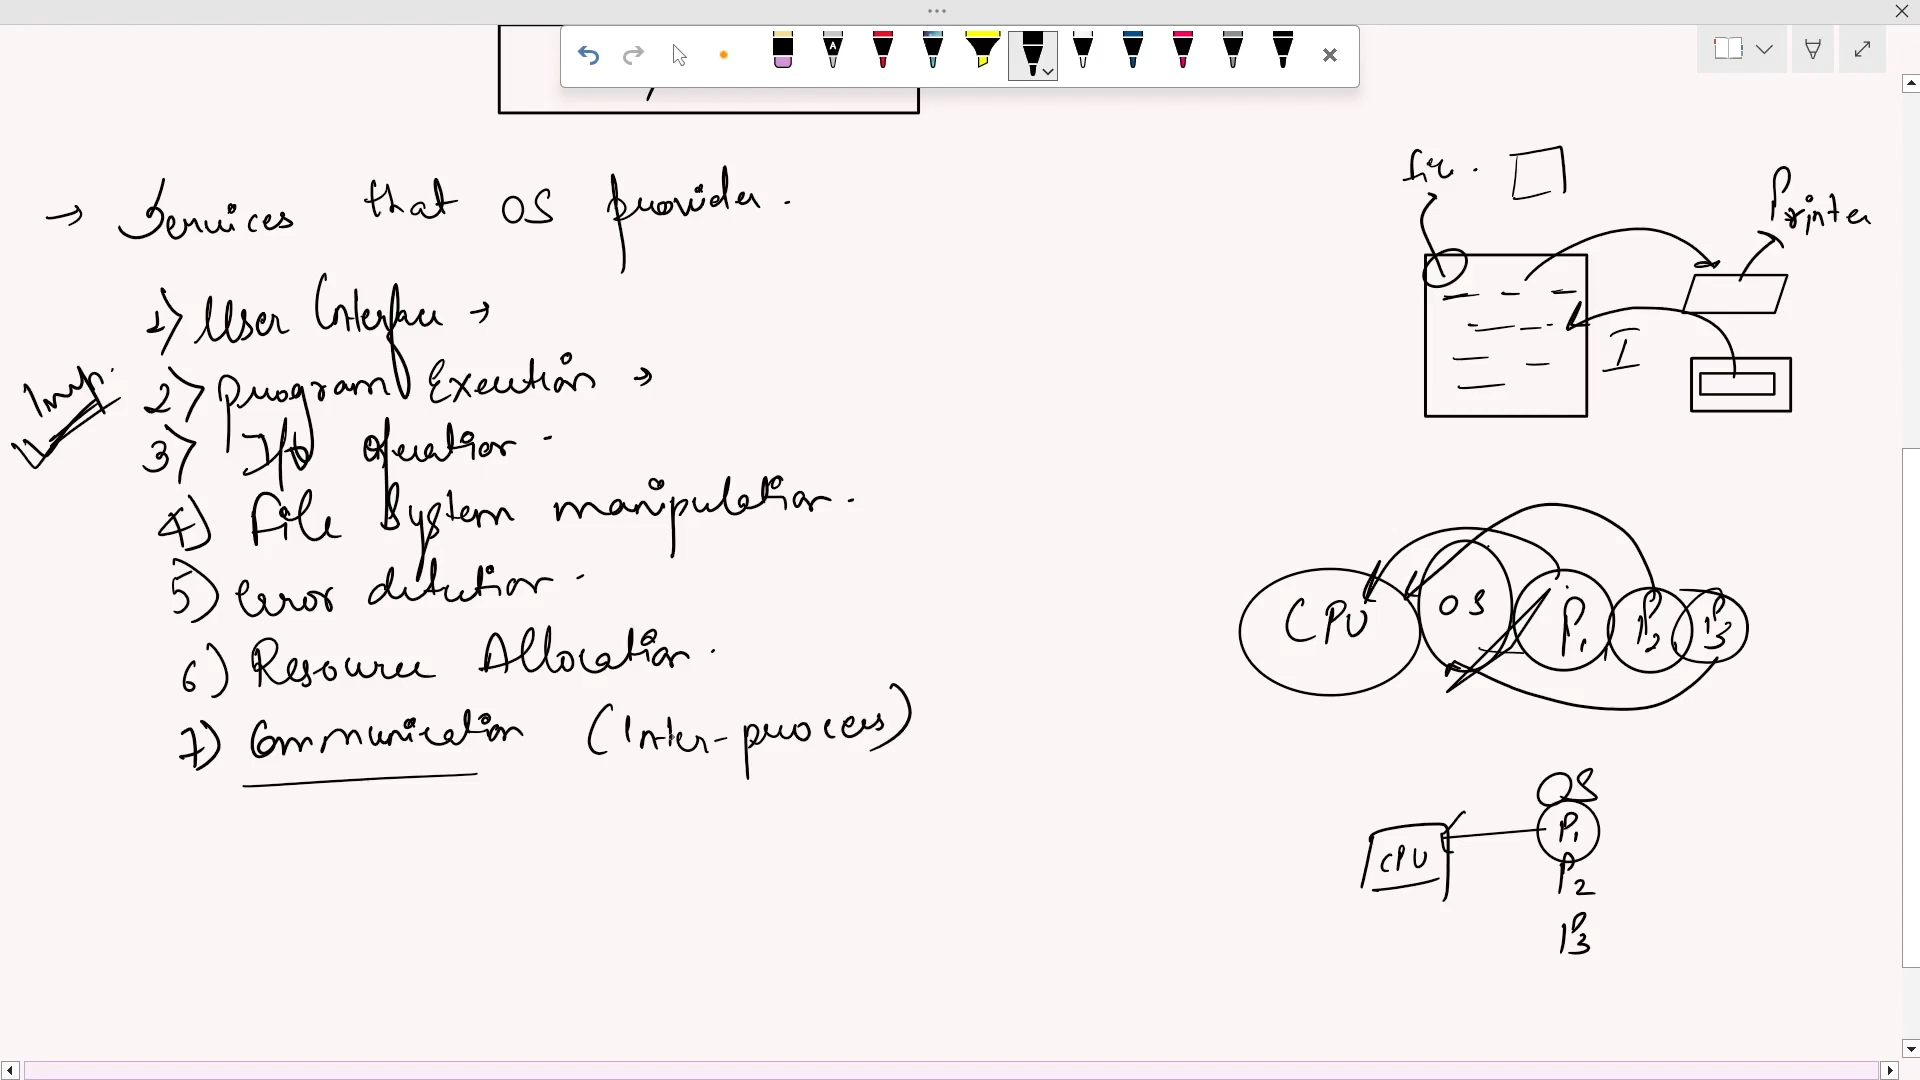 → Services that OS provider.
1) User Interface →
2) Program Execution →
Imp.
3) I/O operation -
4) File System manipulation.
5) Error detection -
6) Resource Allocation.
7) Communication (Inter-process)
Printer
I
CPU OS P1 P2 P3
OS
CPU P1
P2
P3
A